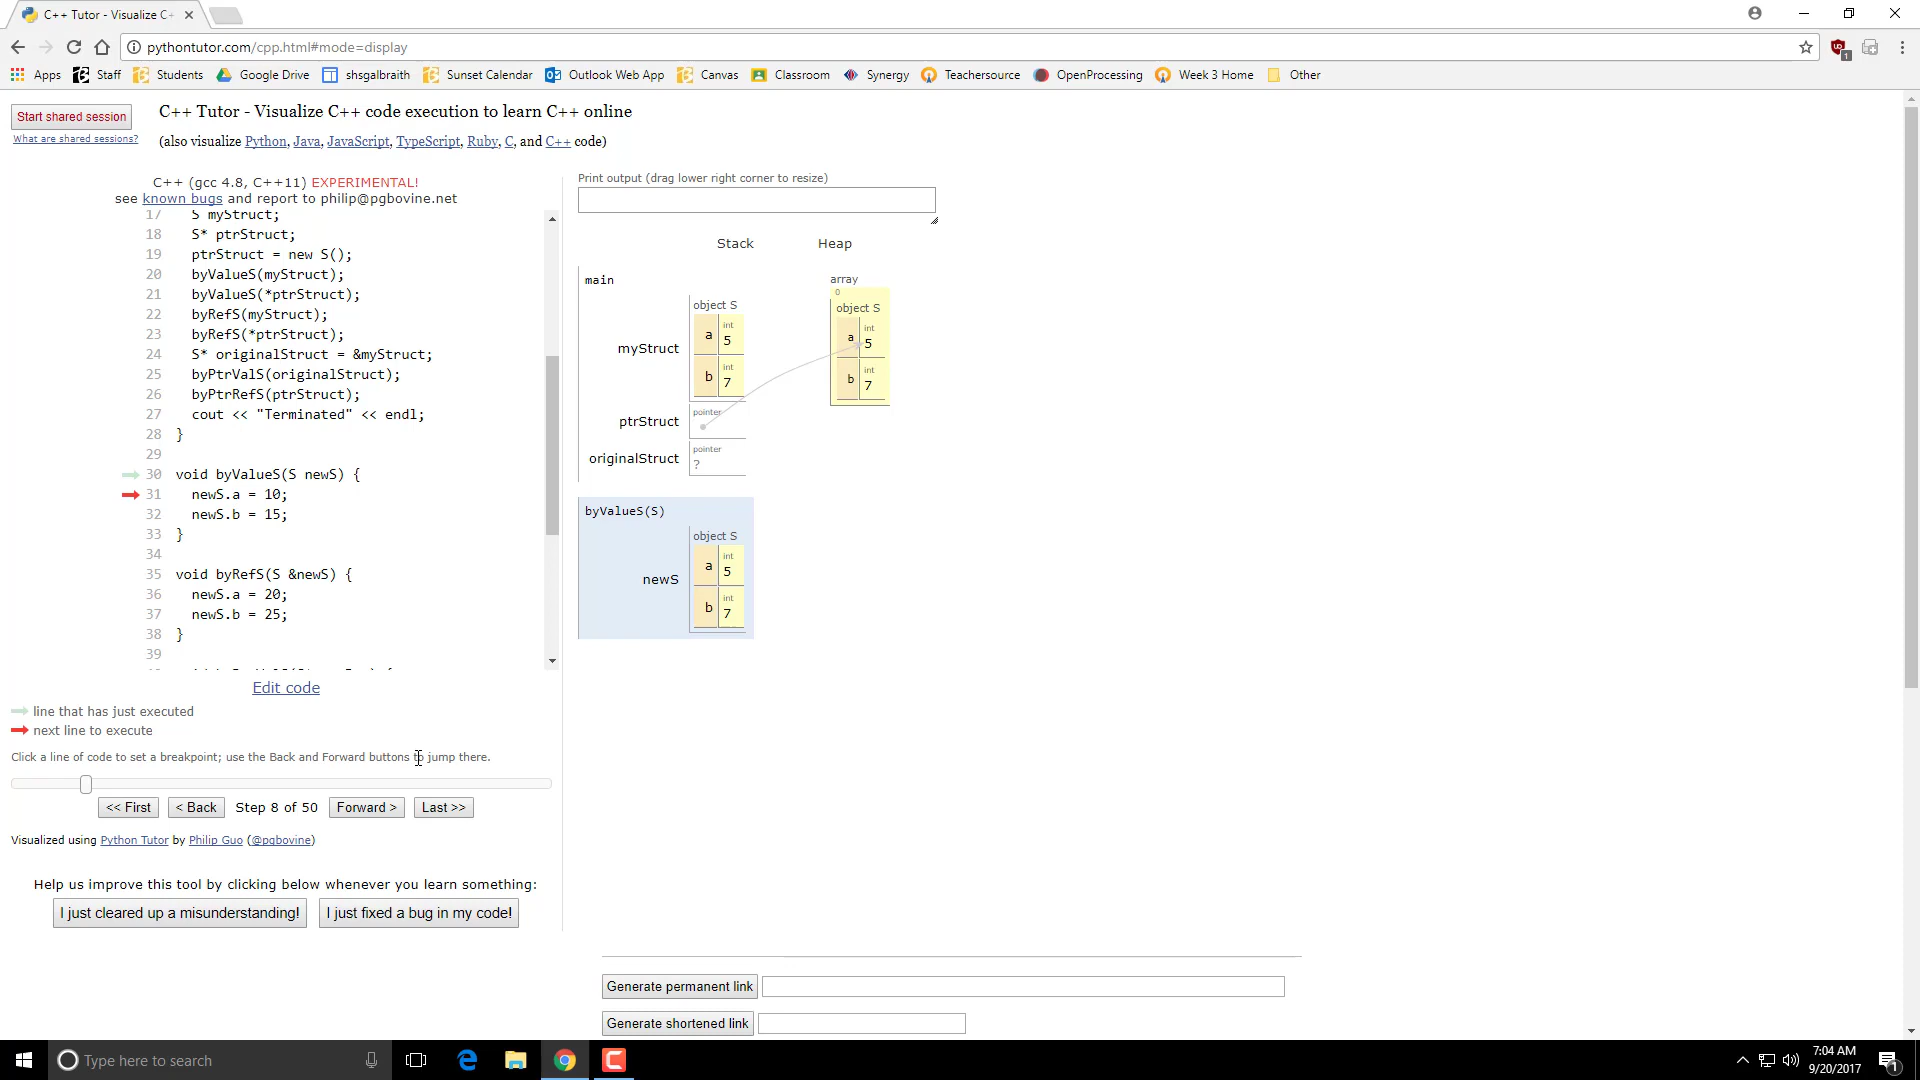 C++ Tutor - Visualize C+
pythontutor.com/cpp.html#mode=display
Apps Staff Students Google Drive shsgalbraith Sunset Calendar Outlook Web App Canvas Classroom Synergy Teachersource OpenProcessing Week 3 Home Other
Start shared session
What are shared sessions?
C++ Tutor - Visualize C++ code execution to learn C++ online
(also visualize Python, Java, JavaScript, TypeScript, Ruby, C, and C++ code)
C++ (gcc 4.8, C++11) EXPERIMENTAL!
see known bugs and report to philip@pgbovine.net
17 S myStruct;
18 S* ptrStruct;
19 ptrStruct = new S();
20 byValueS(myStruct);
21 byValueS(*ptrStruct);
22 byRefS(myStruct);
23 byRefS(*ptrStruct);
24 S* originalStruct = &myStruct;
25 byPtrValS(originalStruct);
26 byPtrRefS(ptrStruct);
27 cout << "Terminated" << endl;
28 }
29
30 void byValueS(S newS) {
31 newS.a = 10;
32 newS.b = 15;
33 }
34
35 void byRefS(S &newS) {
36 newS.a = 20;
37 newS.b = 25;
38 }
39
Edit code
line that has just executed
next line to execute
Click a line of code to set a breakpoint; use the Back and Forward buttons to jump there.
<< First < Back Step 8 of 50 Forward > Last >>
Visualized using Python Tutor by Philip Guo (@pgbovine)
Help us improve this tool by clicking below whenever you learn something:
I just cleared up a misunderstanding! I just fixed a bug in my code!
Print output (drag lower right corner to resize)
Stack Heap
main
object S
myStruct
a int 5
b int 7
ptrStruct pointer
originalStruct pointer ?
array
0
object S
a int 5
b int 7
byValueS(S)
object S
newS
a int 5
b int 7
Generate permanent link
Generate shortened link
Type here to search
7:04 AM
9/20/2017
1